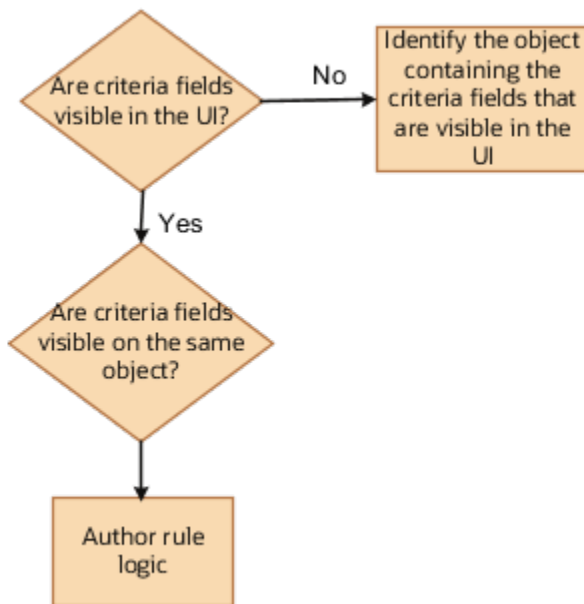 Are criteria fields
visible in the UI?
No
Identify the object
containing the
criteria fields that
are visible in the
UI
Yes
Are criteria fields
visible on the same
object?
Author rule
logic